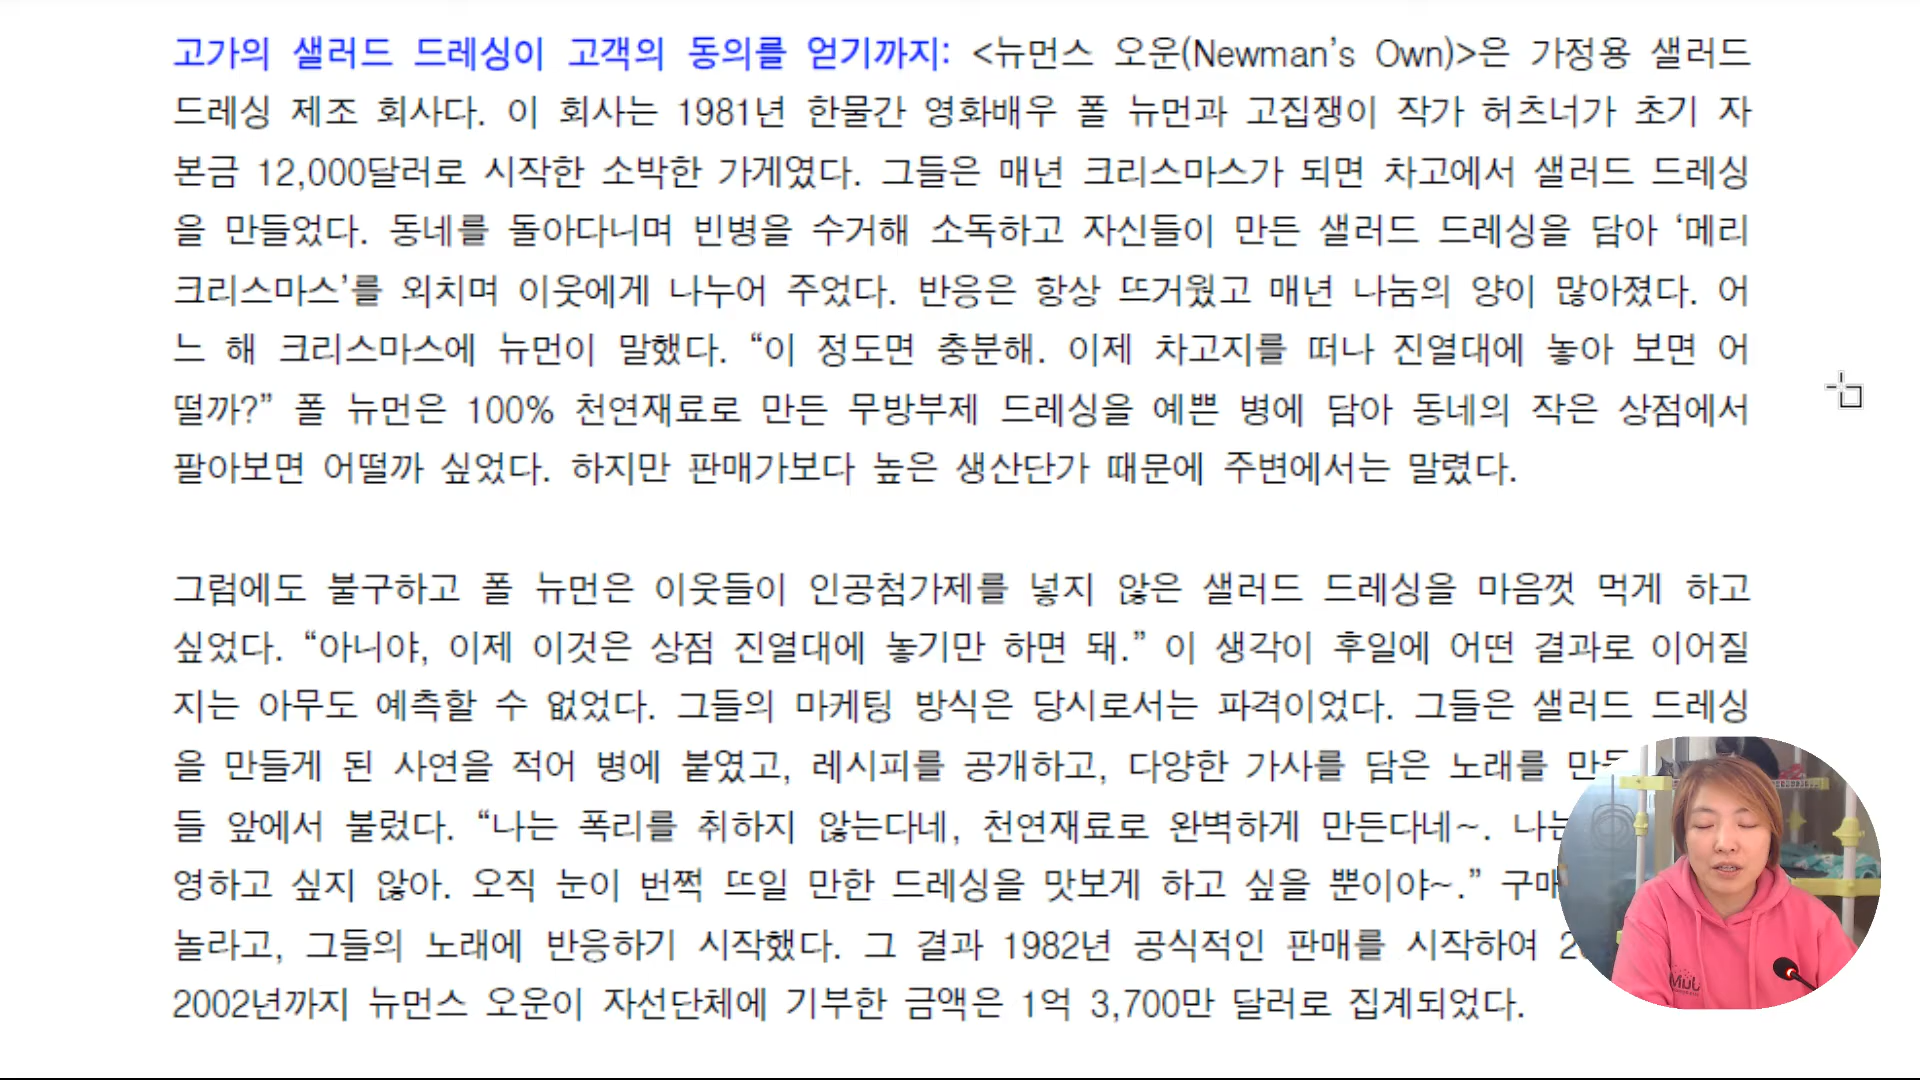 고가의 샐러드 드레싱이 고객의 동의를 얻기까지: <뉴먼스 오운(Newman's Own)>은 가정용 샐러드
드레싱 제조 회사다. 이 회사는 1981년 한물간 영화배우 폴 뉴먼과 고집쟁이 작가 허츠너가 초기 자
본금 12,000달러로 시작한 소박한 가게였다. 그들은 매년 크리스마스가 되면 차고에서 샐러드 드레싱
을 만들었다. 동네를 돌아다니며 빈병을 수거해 소독하고 자신들이 만든 샐러드 드레싱을 담아 ‘메리
크리스마스’를 외치며 이웃에게 나누어 주었다. 반응은 항상 뜨거웠고 매년 나눔의 양이 많아졌다. 어
느 해 크리스마스에 뉴먼이 말했다. “이 정도면 충분해. 이제 차고지를 떠나 진열대에 놓아 보면 어
떨까?” 폴 뉴먼은 100% 천연재료로 만든 무방부제 드레싱을 예쁜 병에 담아 동네의 작은 상점에서
팔아보면 어떨까 싶었다. 하지만 판매가보다 높은 생산단가 때문에 주변에서는 말렸다.
그럼에도 불구하고 폴 뉴먼은 이웃들이 인공첨가제를 넣지 않은 샐러드 드레싱을 마음껏 먹게 하고
싶었다. “아니야, 이제 이것은 상점 진열대에 놓기만 하면 돼.” 이 생각이 후일에 어떤 결과로 이어질
지는 아무도 예측할 수 없었다. 그들의 마케팅 방식은 당시로서는 파격이었다. 그들은 샐러드 드레싱
을 만들게 된 사연을 적어 병에 붙였고, 레시피를 공개하고, 다양한 가사를 담은 노래를
들 앞에서 불렀다. “나는 폭리를 취하지 않는다네, 천연재료로 완벽하게 만든다네~. 나는
영하고 싶지 않아. 오직 눈이 번쩍 뜨일 만한 드레싱을 맛보게 하고 싶을 뿐이야~.” 구매
놀라고, 그들의 노래에 반응하기 시작했다. 그 결과 1982년 공식적인 판매를 시작하여
2002년까지 뉴먼스 오운이 자선단체에 기부한 금액은 1억 3,700만 달러로 집계되었다.